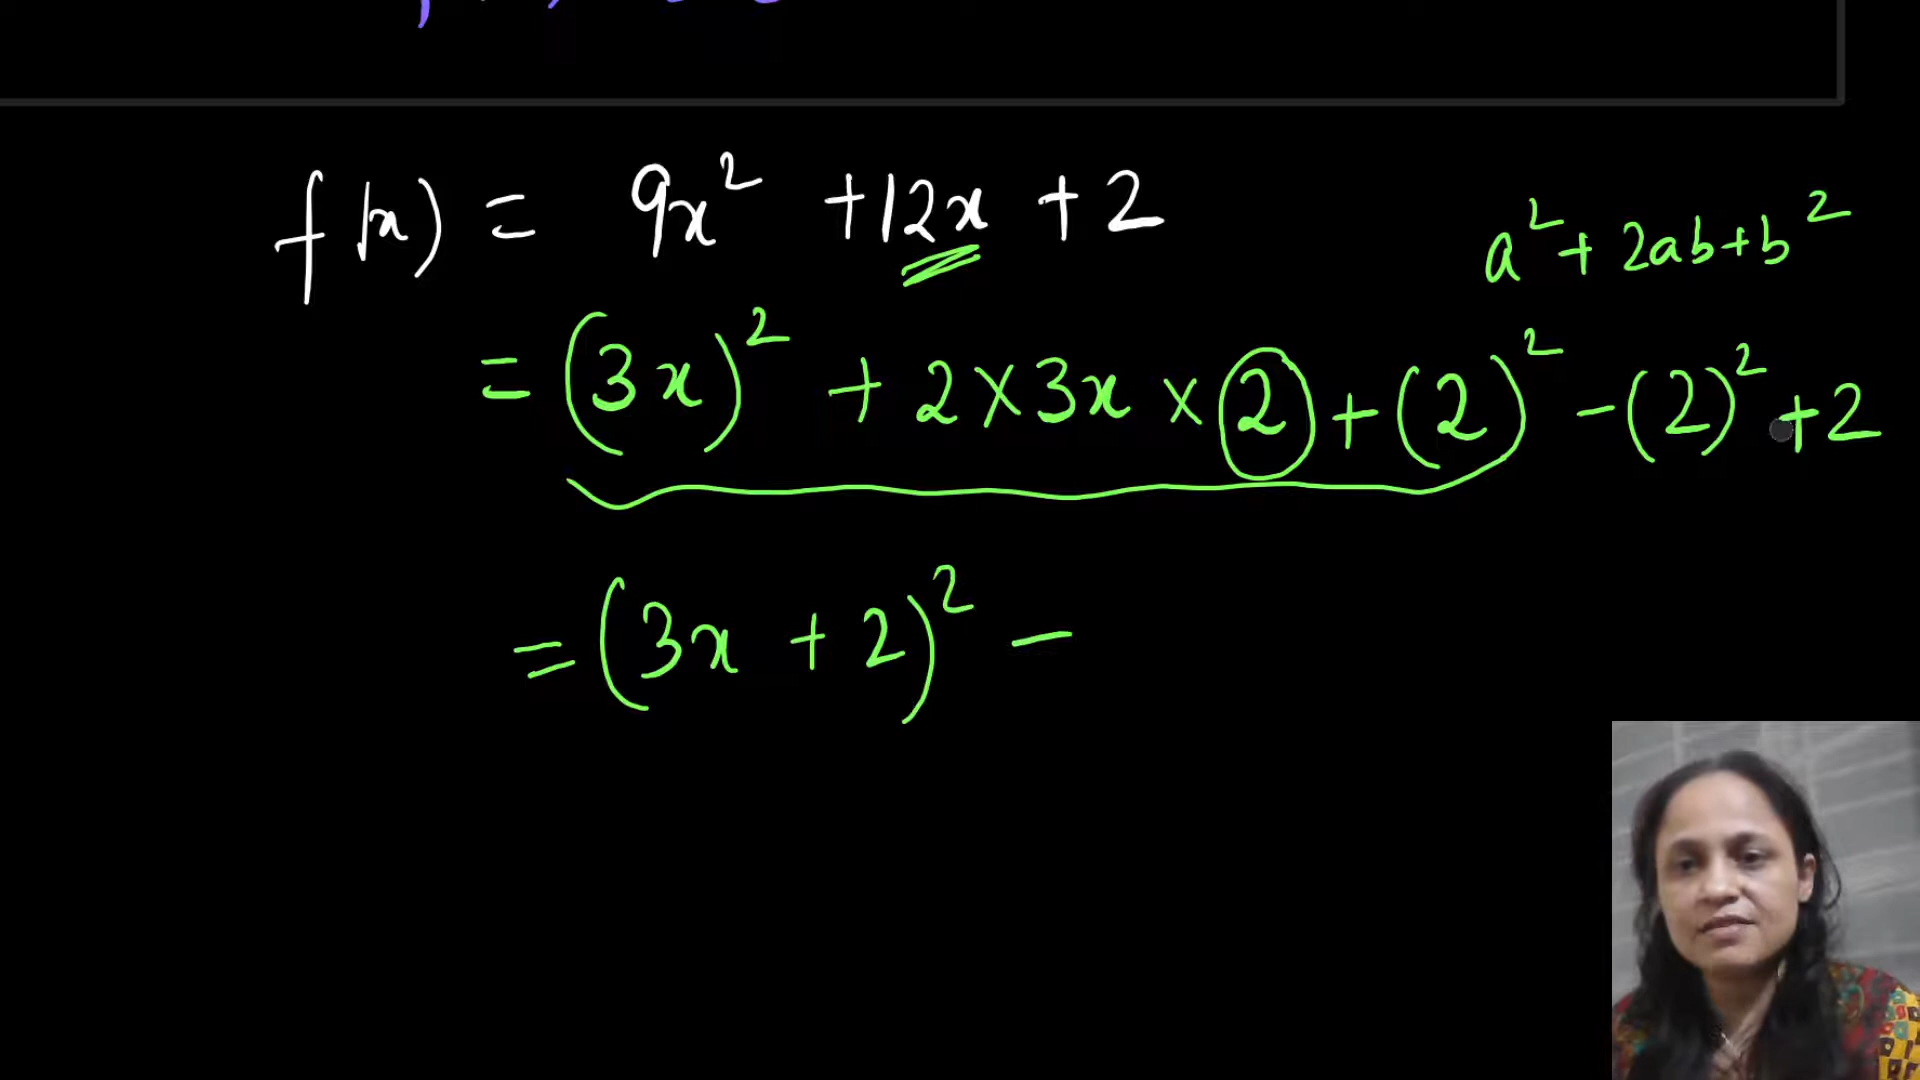 f(x) = 9x² + 12x + 2
a² + 2ab + b²
= (3x)² + 2 × 3x × 2 + (2)² - (2)² + 2
= (3x + 2)² -